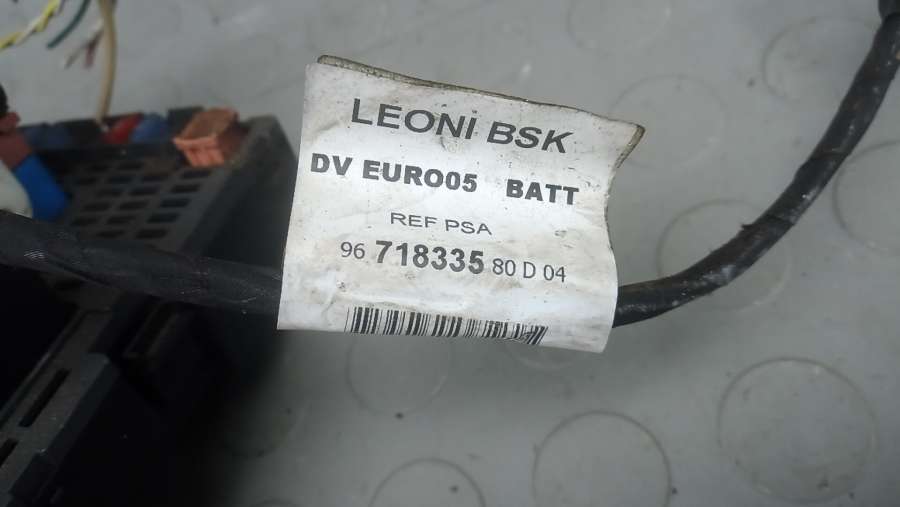 LEONI BSK
DV EURO05 BATT
REF PSA
96 718335 80 D 04